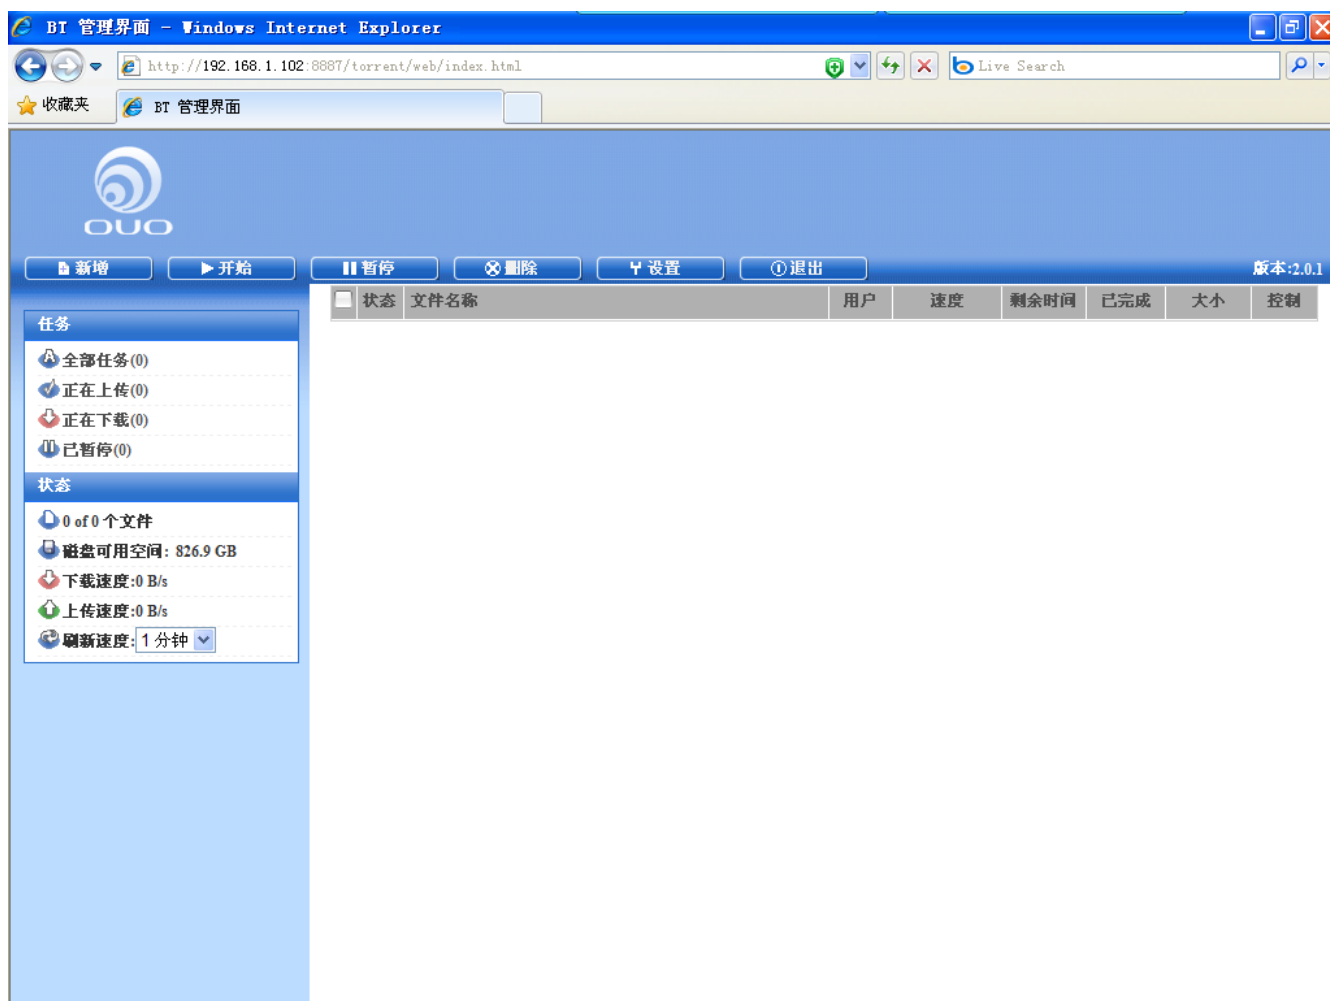 BT 管理界面 - Windows Internet Explorer
http://192.168.1.102:8887/torrent/web/index.html
Live Search
收藏夹
BT 管理界面
OUO
新增 开始 暂停 删除 设置 退出 版本:2.0.1
状态 文件名称 用户 速度 剩余时间 已完成 大小 控制
任务
全部任务(0)
正在上传(0)
正在下载(0)
已暂停(0)
状态
0 of 0 个文件
磁盘可用空间: 826.9 GB
下载速度:0 B/s
上传速度:0 B/s
刷新速度: 1 分钟